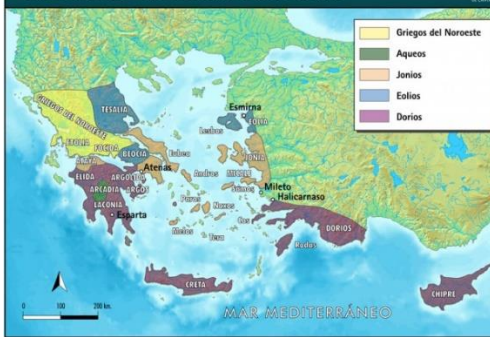 Griegos del Noroeste
Aqueos
Jonios
Eolios
Dorios
GRIEGOS DEL NOROESTE
TESALIA
Esmirna
EOLIA
Lesbos
ETOLIA
FOCIDA
BEOCIA
Eubea
JONIA
ACAYA
Atenas
Andros
ELIDA
ARGOLIDA
Samos
ARCADIA
ARGOS
Mileto
Paros
Naxos
Halicarnaso
LACONIA
Esparta
Cos
Melos
Tera
DORIOS
Rodas
CRETA
CHIPRE
0 100 200 km.
MAR MEDITERRÁNEO